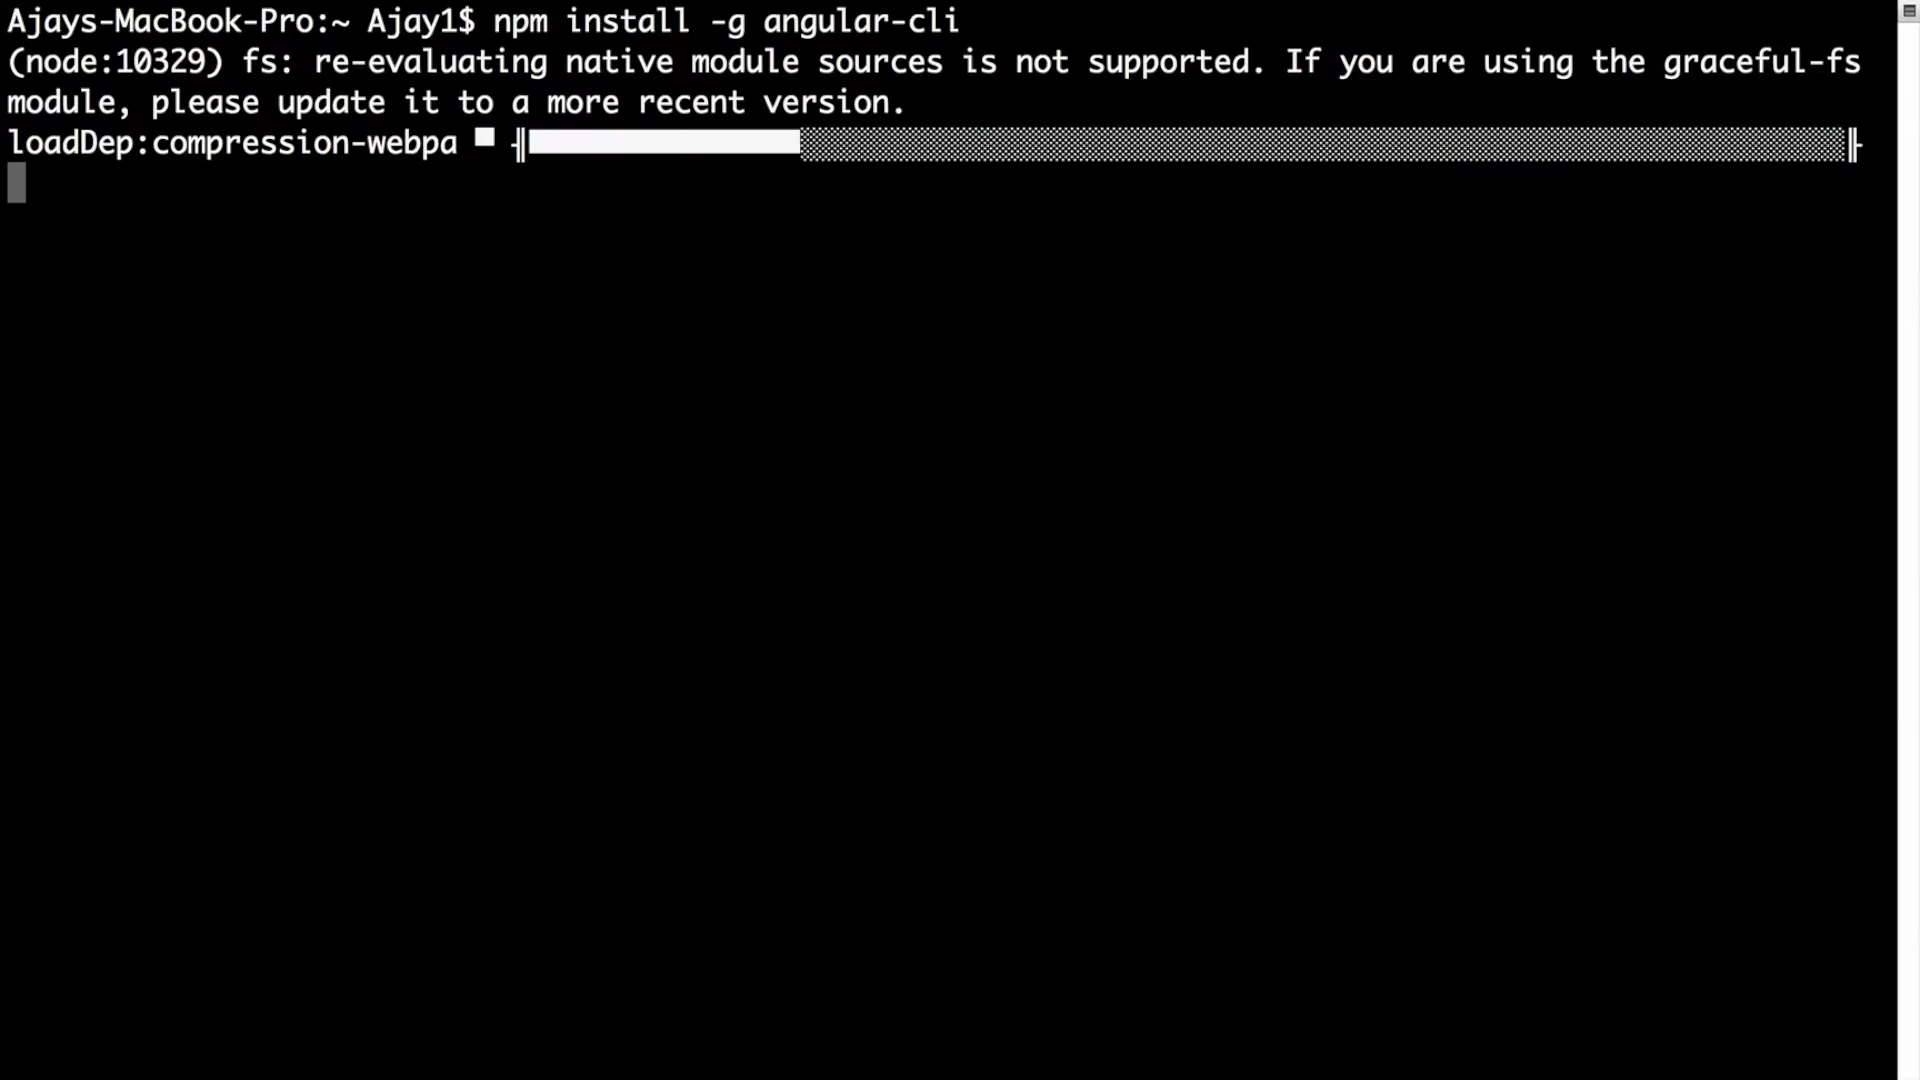 Ajays-MacBook-Pro:~ Ajay1$ npm install -g angular-cli
(node:10329) fs: re-evaluating native module sources is not supported. If you are using the graceful-fs
module, please update it to a more recent version.
loadDep:compression-webpa